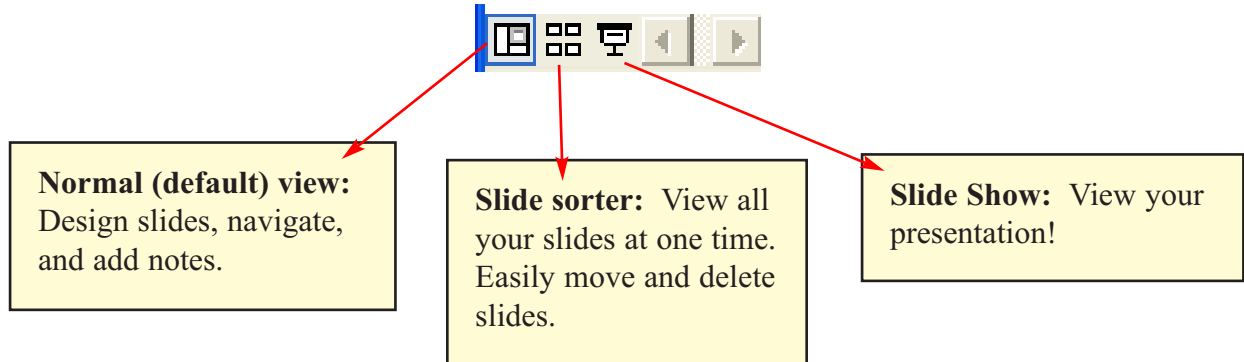 Normal (default) view:
Design slides, navigate,
and add notes.
Slide sorter:  View all
your slides at one time.
Easily move and delete
slides.
Slide Show:  View your
presentation!